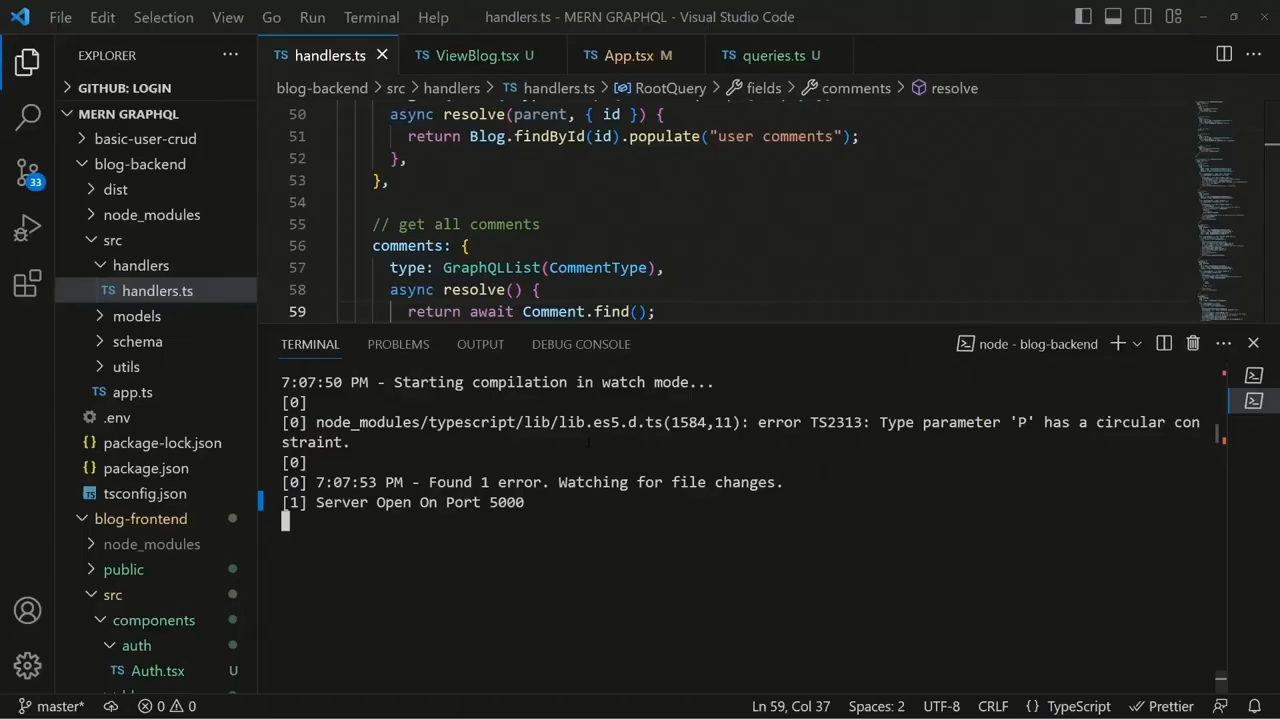 File Edit Selection View Go Run Terminal Help handlers.ts - MERN GRAPHQL - Visual Studio Code
EXPLORER
GITHUB: LOGIN
MERN GRAPHQL
basic-user-crud
blog-backend
dist
node_modules
src
handlers
TS handlers.ts
models
schema
utils
TS app.ts
.env
package-lock.json
package.json
TS tsconfig.json
blog-frontend
node_modules
public
src
components
auth
TS Auth.tsx U
33
TS handlers.ts TS ViewBlog.tsx U TS App.tsx M TS queries.ts U
blog-backend > src > handlers > TS handlers.ts > RootQuery > fields > comments > resolve
50 async resolve(parent, { id }) {
51 return Blog.findById(id).populate("user comments");
52 },
53 },
54
55 // get all comments
56 comments: {
57 type: GraphQLList(CommentType),
58 async resolve() {
59 return await Comment.find();
TERMINAL PROBLEMS OUTPUT DEBUG CONSOLE node - blog-backend
7:07:50 PM - Starting compilation in watch mode...
[0]
[0] node_modules/typescript/lib/lib.es5.d.ts(1584,11): error TS2313: Type parameter 'P' has a circular con
straint.
[0]
[0] 7:07:53 PM - Found 1 error. Watching for file changes.
[1] Server Open On Port 5000
master* 0 0 Ln 59, Col 37 Spaces: 2 UTF-8 CRLF {} TypeScript Prettier